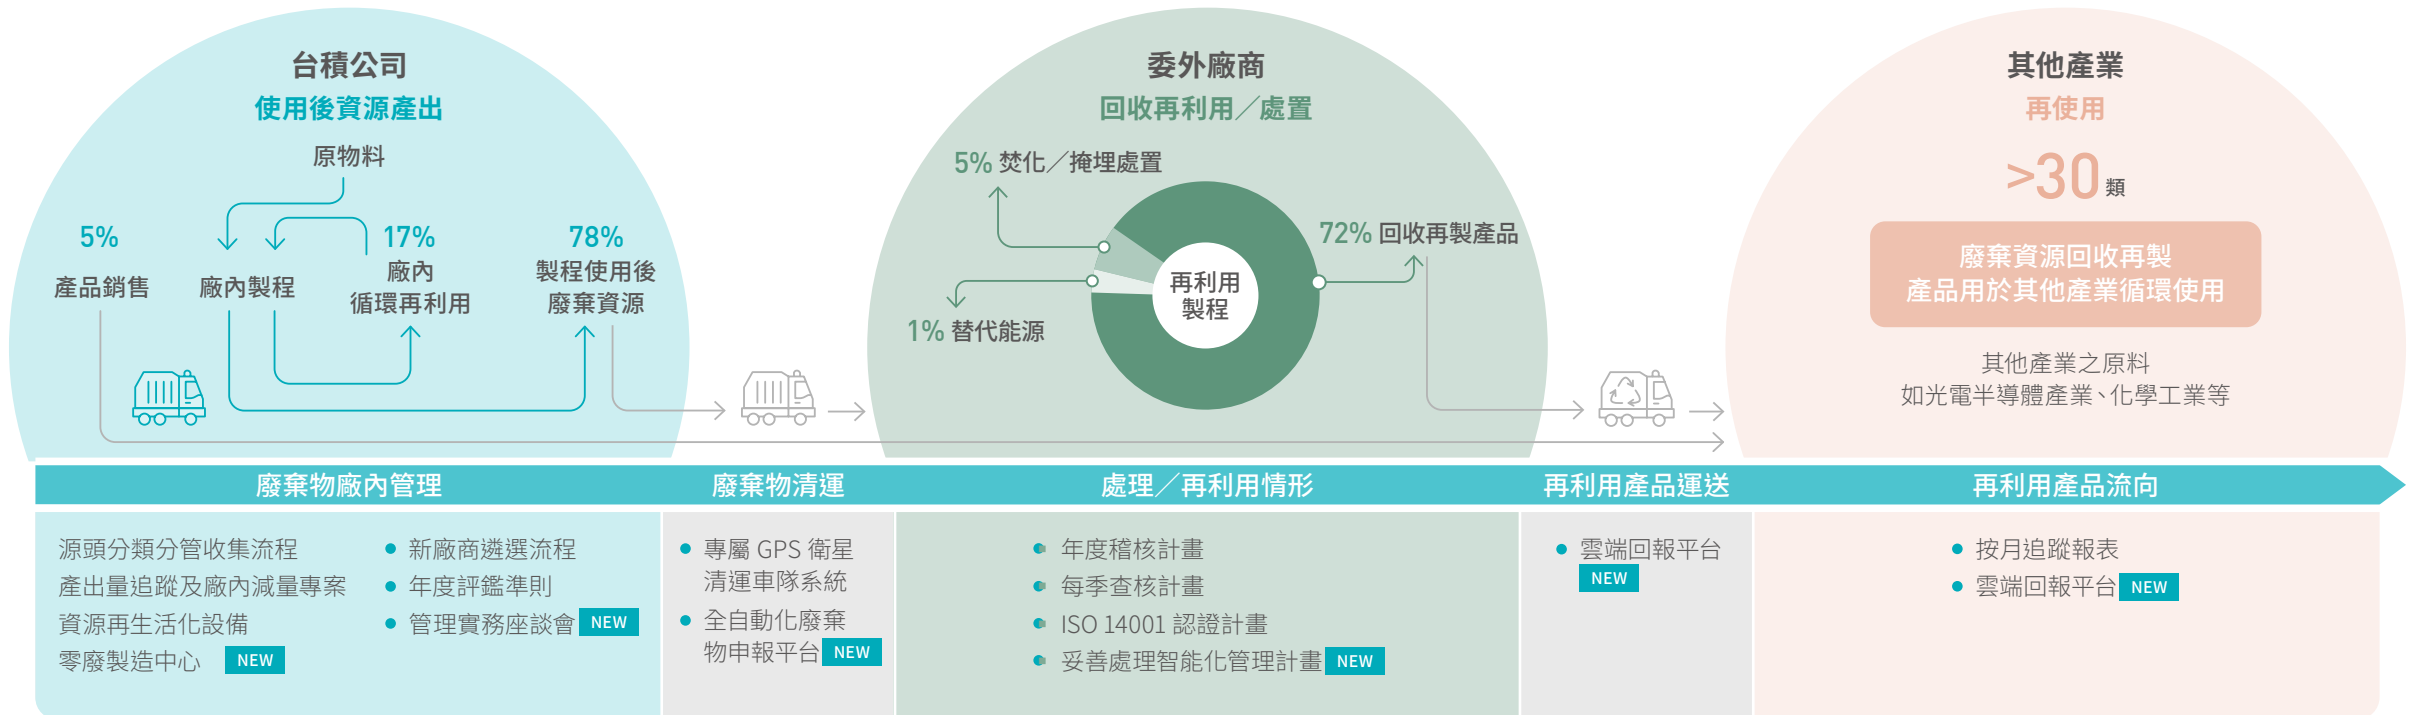 台積公司
使用後資源產出
原物料
5%
產品銷售
廠內製程
17%
廠內
循環再利用
78%
製程使用後
廢棄資源
委外廠商
回收再利用／處置
5% 焚化／掩埋處置
1% 替代能源
再利用
製程
72% 回收再製產品
其他產業
再使用
>30 類
廢棄資源回收再製
產品用於其他產業循環使用
其他產業之原料
如光電半導體產業、化學工業等
廢棄物廠內管理
廢棄物清運
處理／再利用情形
再利用產品運送
再利用產品流向
源頭分類分管收集流程
產出量追蹤及廠內減量專案
資源再生活化設備
零廢製造中心 NEW
新廠商遴選流程
年度評鑑準則
管理實務座談會 NEW
專屬 GPS 衛星
清運車隊系統
全自動化廢棄
物申報平台 NEW
年度稽核計畫
每季查核計畫
ISO 14001 認證計畫
妥善處理智能化管理計畫 NEW
雲端回報平台
NEW
按月追蹤報表
雲端回報平台 NEW